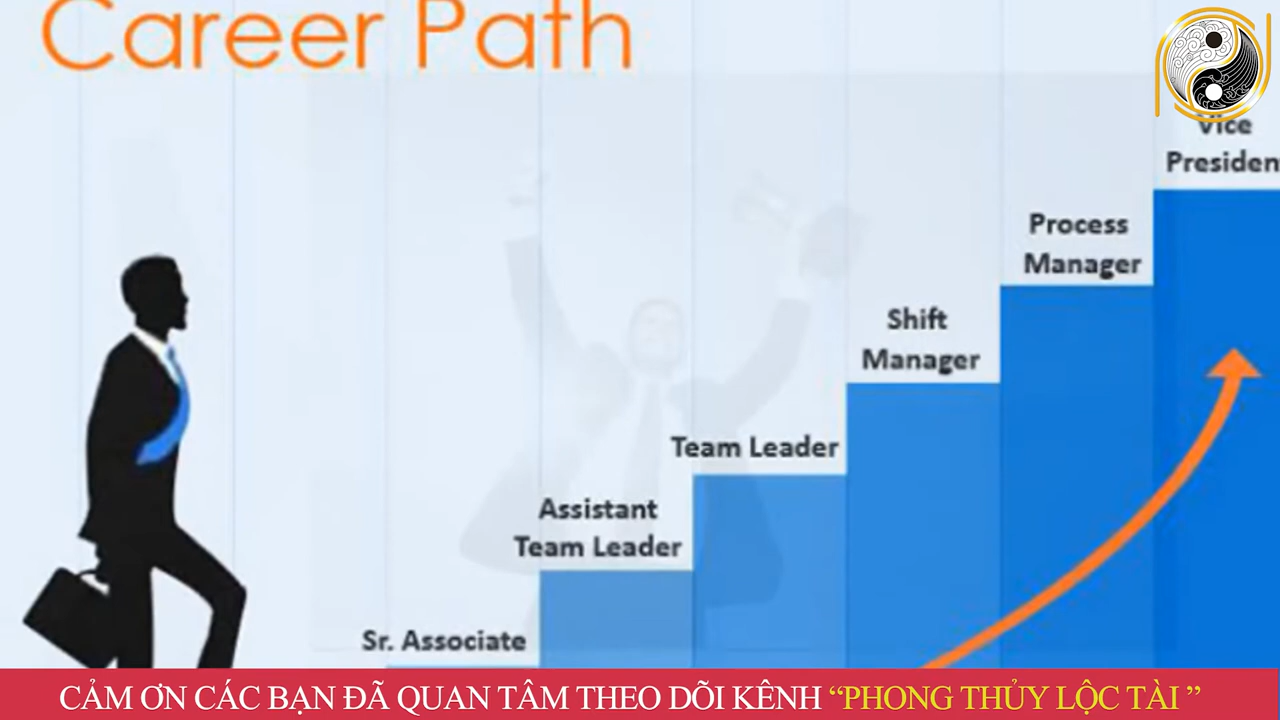 Career Path
Vice
Presiden
Process
Manager
Shift
Manager
Team Leader
Assistant
Team Leader
Sr. Associate
CẢM ƠN CÁC BẠN ĐÃ QUAN TÂM THEO DÕI KÊNH “PHONG THỦY LỘC TÀI ”